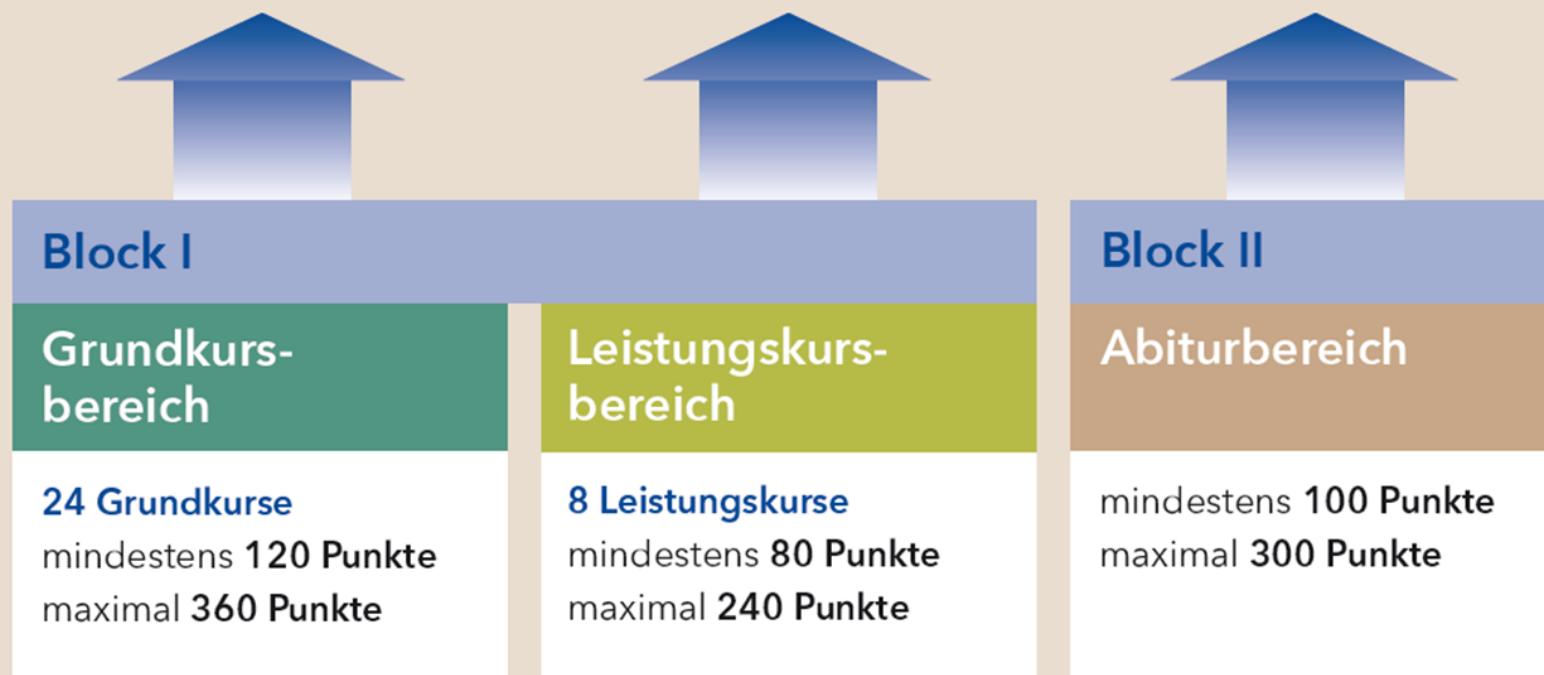 Block I
Grundkurs-
bereich
24 Grundkurse
mindestens 120 Punkte
maximal 360 Punkte
Leistungskurs-
bereich
8 Leistungskurse
mindestens 80 Punkte
maximal 240 Punkte
Block II
Abiturbereich
mindestens 100 Punkte
maximal 300 Punkte